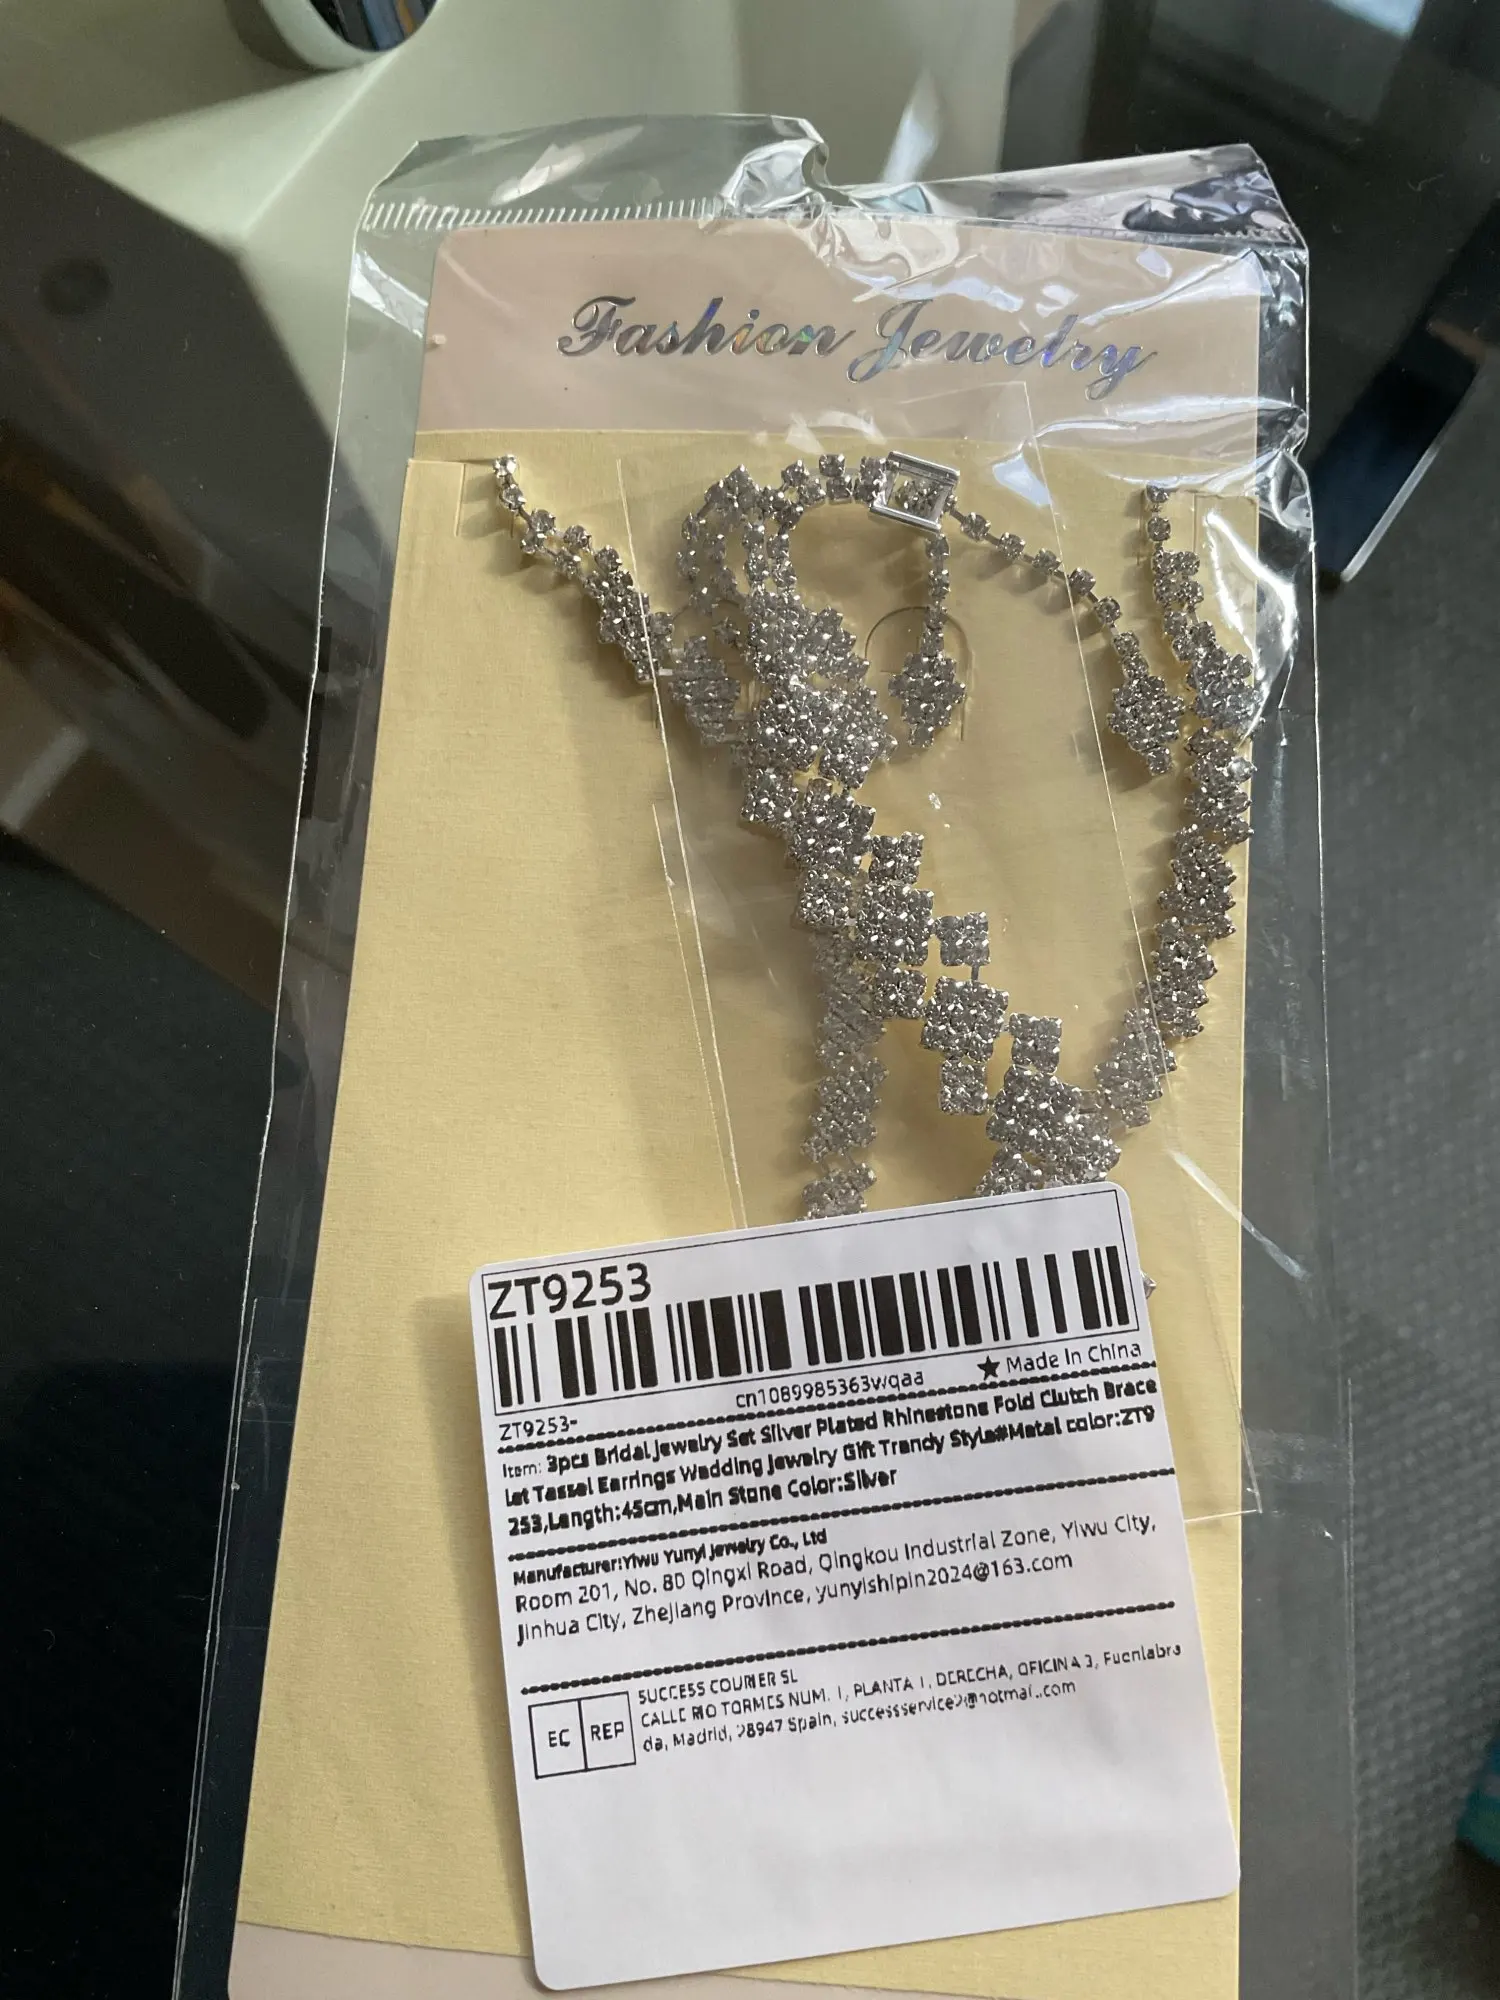 Fashion Jewelry
ZT9253
cn1089985363wqaa
★ Made In China
ZT9253-
Item: 3pcs Bridal Jewelry Set Silver Plated Rhinestone Fold Clutch Brace
let Tassel Earrings Wedding Jewelry Gift Trendy Style#Metal color:ZT9
253,Length:45cm,Main Stone Color:Silver
Manufacturer:Yiwu Yunyi Jewelry Co., Ltd
Room 201, No. 80 Qingxi Road, Qingkou Industrial Zone, Yiwu City,
Jinhua City, Zhejiang Province, yunyishipin2024@163.com
EC REP
SUCCESS COURIER SL
CALLE RIO TORMES NUM. 1, PLANTA 1, DERECHA, OFICINA 3, Fuenlabra
da, Madrid, 28947 Spain, successservice2@hotmail.com